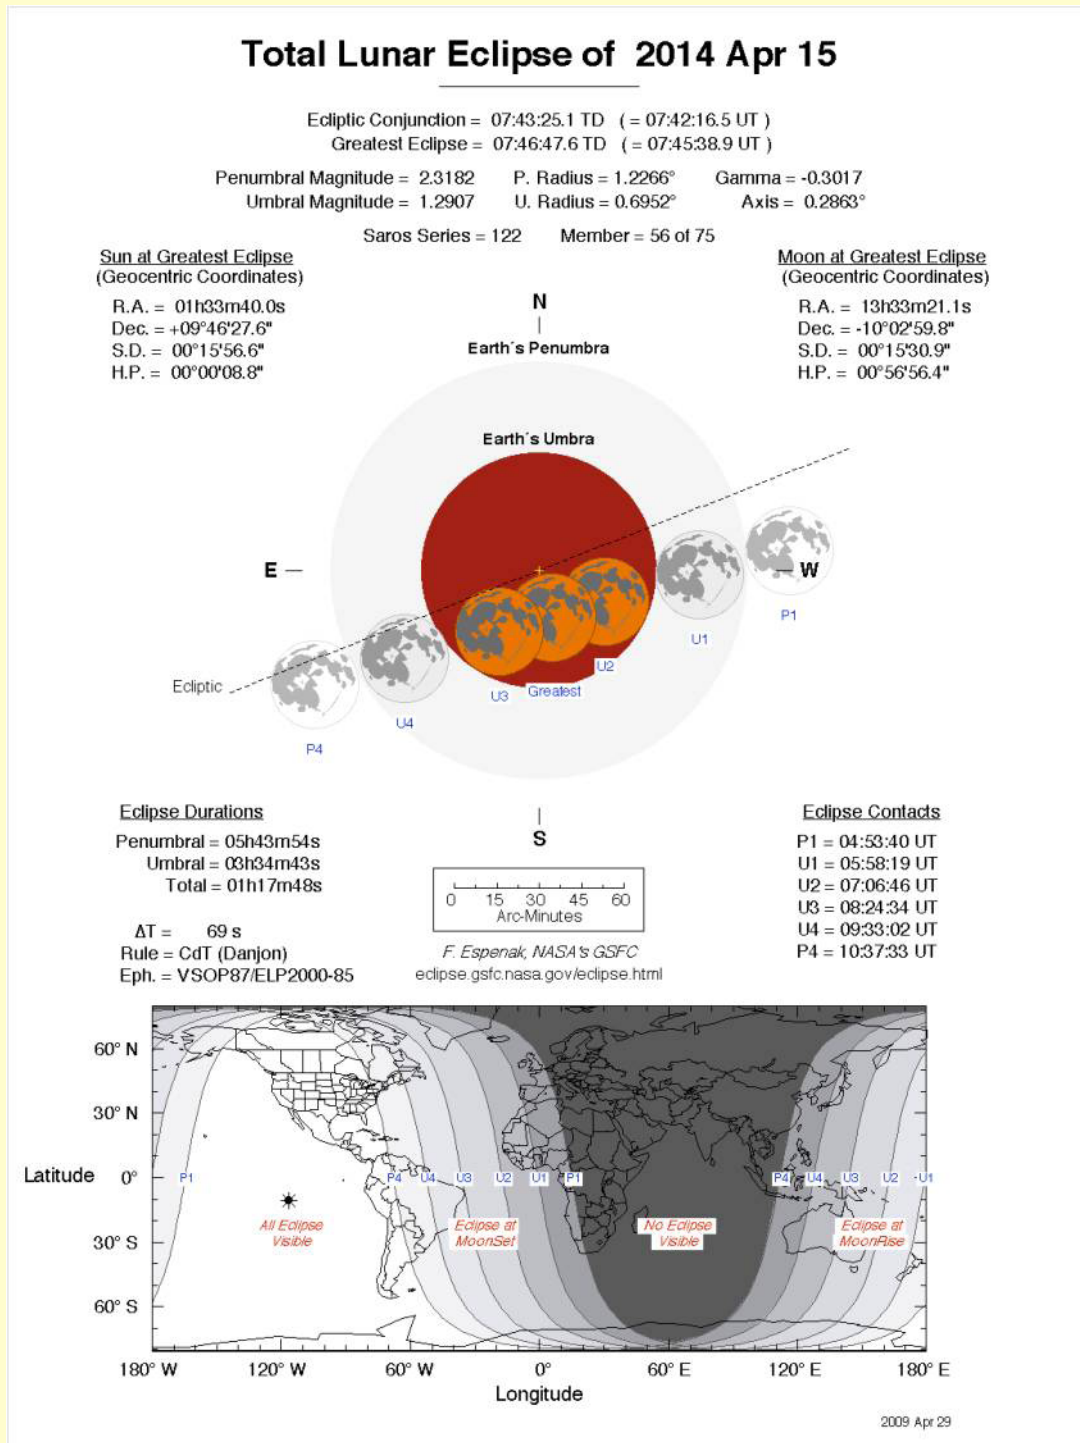 Total Lunar Eclipse of 2014 Apr 15
Ecliptic Conjunction = 07:43:25.1 TD ( = 07:42:16.5 UT )
Greatest Eclipse = 07:46:47.6 TD ( = 07:45:38.9 UT )
Penumbral Magnitude = 2.3182 P. Radius = 1.2266° Gamma = -0.3017
Umbral Magnitude = 1.2907 U. Radius = 0.6952° Axis = 0.2863°
Saros Series = 122 Member = 56 of 75
Sun at Greatest Eclipse
(Geocentric Coordinates)
R.A. = 01h33m40.0s
Dec. = +09°46'27.6"
S.D. = 00°15'56.6"
H.P. = 00°00'08.8"
Moon at Greatest Eclipse
(Geocentric Coordinates)
R.A. = 13h33m21.1s
Dec. = -10°02'59.8"
S.D. = 00°15'30.9"
H.P. = 00°56'56.4"
N
Earth's Penumbra
Earth's Umbra
E
W
P1
U1
U2
Greatest
U3
U4
P4
Ecliptic
S
Eclipse Durations
Penumbral = 05h43m54s
Umbral = 03h34m43s
Total = 01h17m48s
ΔT = 69 s
Rule = CdT (Danjon)
Eph. = VSOP87/ELP2000-85
0 15 30 45 60
Arc-Minutes
F. Espenak, NASA's GSFC
eclipse.gsfc.nasa.gov/eclipse.html
Eclipse Contacts
P1 = 04:53:40 UT
U1 = 05:58:19 UT
U2 = 07:06:46 UT
U3 = 08:24:34 UT
U4 = 09:33:02 UT
P4 = 10:37:33 UT
60° N
30° N
Latitude 0°
30° S
60° S
P1 P4 U4 U3 U2 U1 P1 P4 U4 U3 U2 U1
All Eclipse
Visible
Eclipse at
MoonSet
No Eclipse
Visible
Eclipse at
MoonRise
180° W 120° W 60° W 0° 60° E 120° E 180° E
Longitude
2009 Apr 29